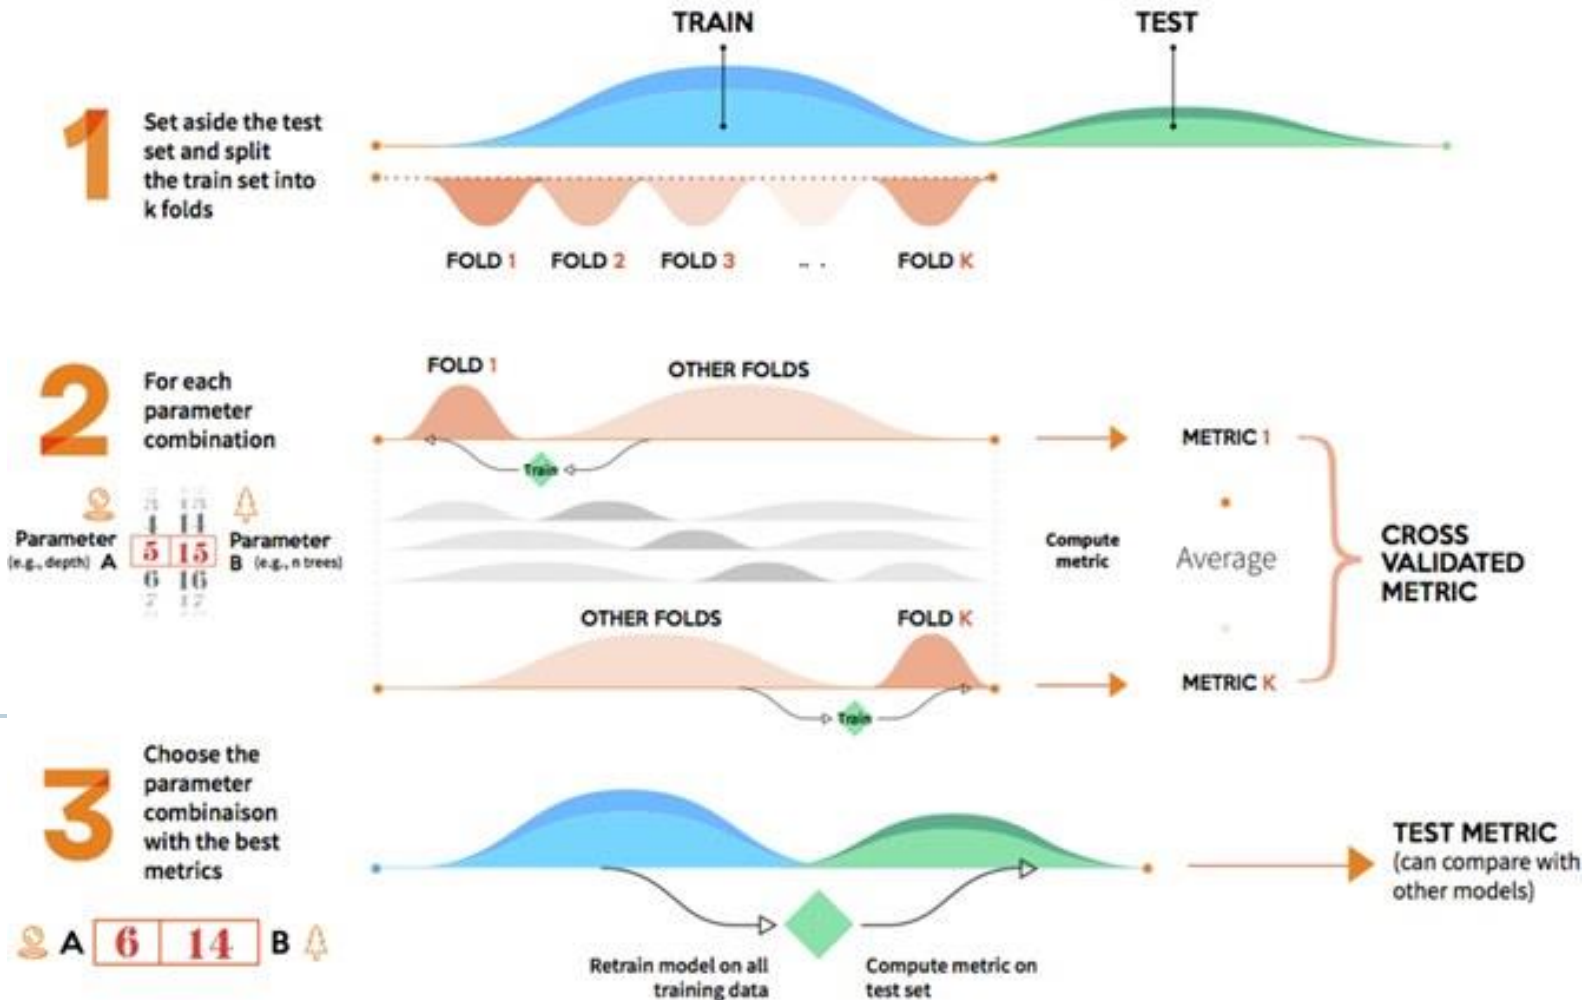 TRAIN
TEST
1
Set aside the test
set and split
the train set into
k folds
FOLD 1
FOLD 2
FOLD 3
.. .
FOLD K
2
For each
parameter
combination
FOLD 1
OTHER FOLDS
Train
METRIC 1
Parameter
(e.g., depth) A
5 15
6 16
Parameter
B (e.g., n trees)
Compute
metric
Average
CROSS
VALIDATED
METRIC
OTHER FOLDS
FOLD K
Train
METRIC K
3
Choose the
parameter
combinaison
with the best
metrics
A 6 14 B
Retrain model on all
training data
Compute metric on
test set
TEST METRIC
(can compare with
other models)